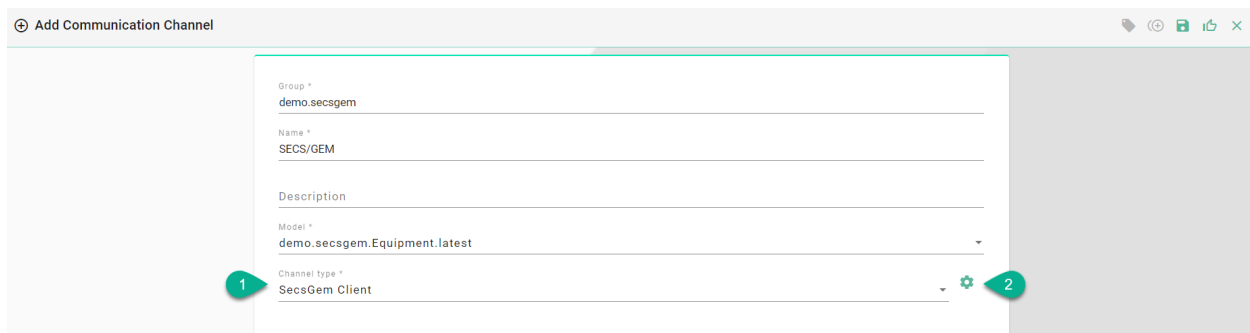 Add Communication Channel
Group *
demo.secsgem
Name *
SECS/GEM
Description
Model *
demo.secsgem.Equipment.latest
Channel type *
1
SecsGem Client
2